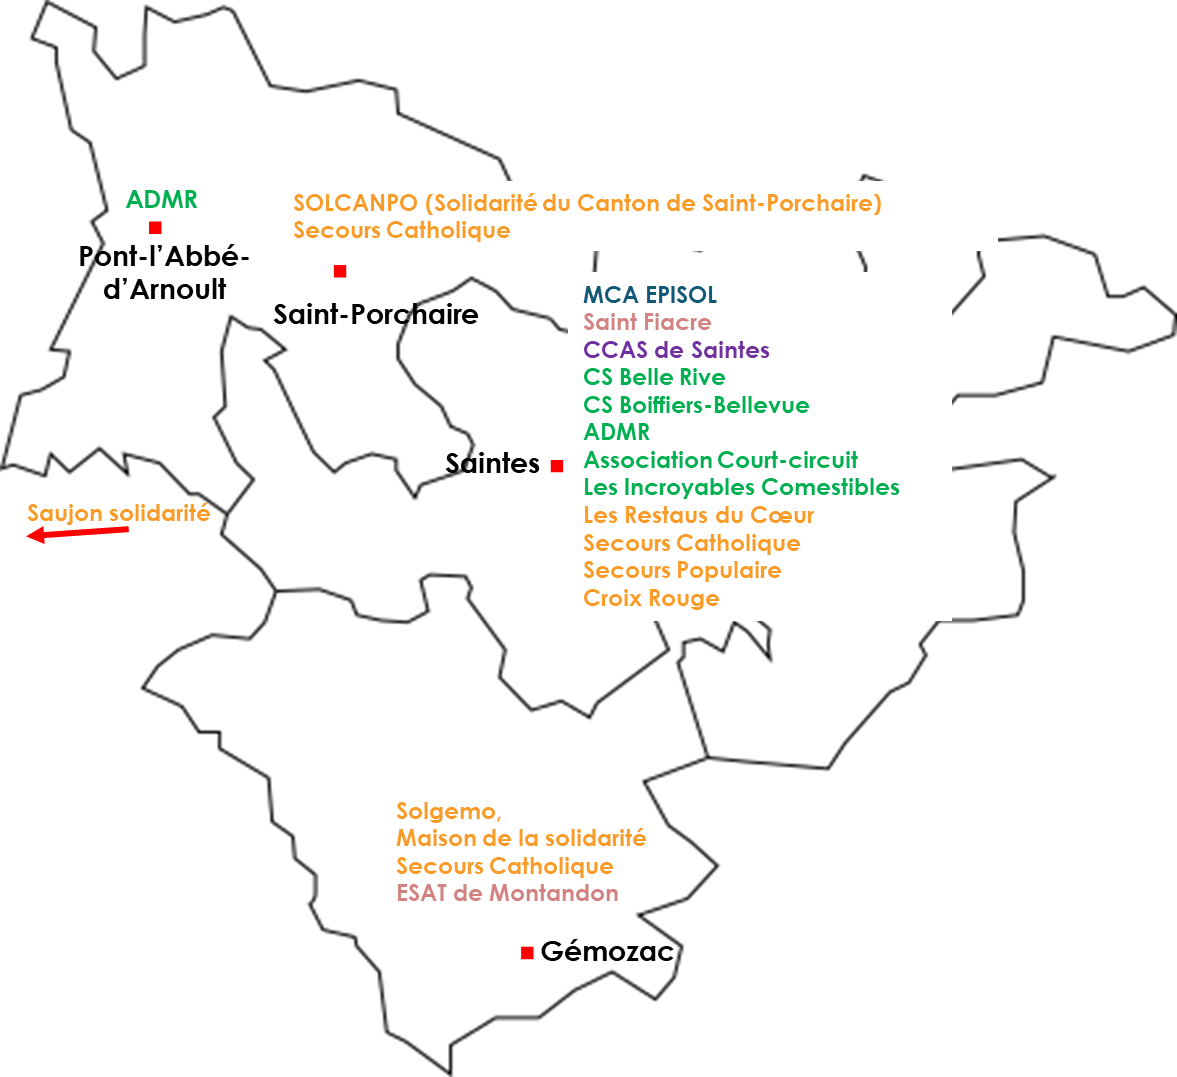 ADMR
Pont-l’Abbé-
d’Arnoult
SOLCANPO (Solidarité du Canton de Saint-Porchaire)
Secours Catholique
Saint-Porchaire
MCA EPISOL
Saint Fiacre
CCAS de Saintes
CS Belle Rive
CS Boiffiers-Bellevue
ADMR
Association Court-circuit
Les Incroyables Comestibles
Les Restaus du Cœur
Secours Catholique
Secours Populaire
Croix Rouge
Saintes
Saujon solidarité
Solgemo,
Maison de la solidarité
Secours Catholique
ESAT de Montandon
Gémozac